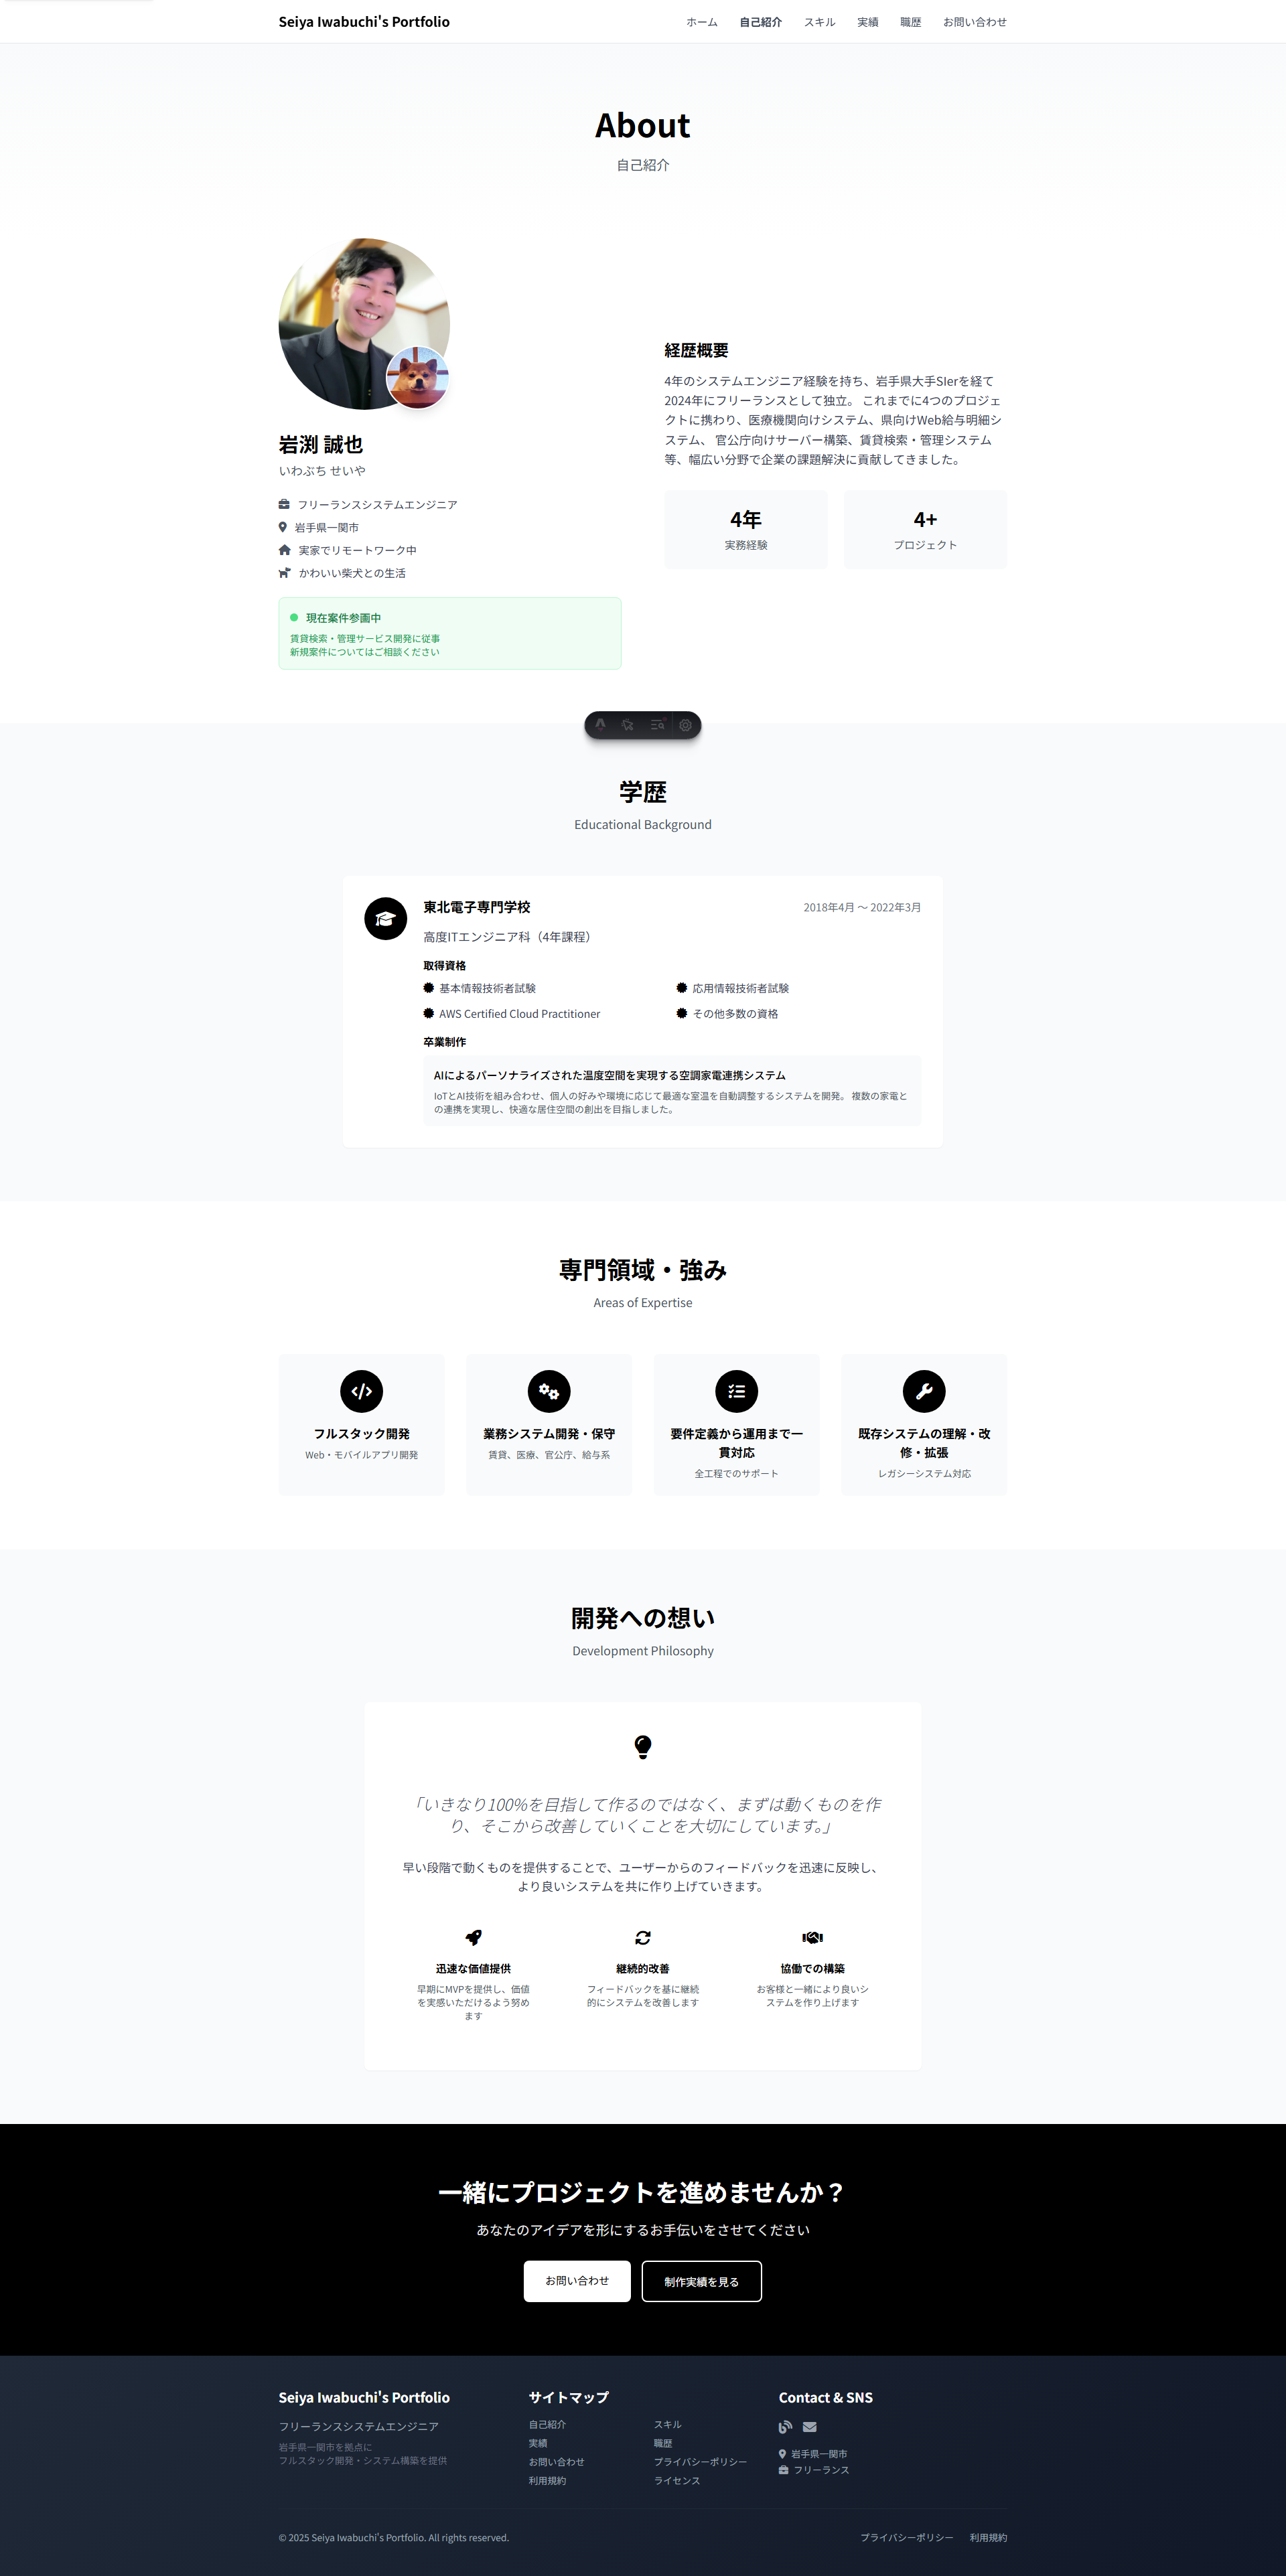 Seiya Iwabuchi's Portfolio
ホーム 自己紹介 スキル 実績 職歴 お問い合わせ
About
自己紹介
岩渕 誠也
いわぶち せいや
フリーランスシステムエンジニア
岩手県一関市
実家でリモートワーク中
かわいい柴犬との生活
現在案件参画中
賃貸検索・管理サービス開発に従事
新規案件についてはご相談ください
経歴概要
4年のシステムエンジニア経験を持ち、岩手県大手SIerを経て
2024年にフリーランスとして独立。 これまでに4つのプロジェ
クトに携わり、医療機関向けシステム、県向けWeb給与明細シ
ステム、 官公庁向けサーバー構築、賃貸検索・管理システム
等、幅広い分野で企業の課題解決に貢献してきました。
4年
実務経験
4+
プロジェクト
学歴
Educational Background
東北電子専門学校
2018年4月 〜 2022年3月
高度ITエンジニア科（4年課程）
取得資格
基本情報技術者試験
応用情報技術者試験
AWS Certified Cloud Practitioner
その他多数の資格
卒業制作
AIによるパーソナライズされた温度空間を実現する空調家電連携システム
IoTとAI技術を組み合わせ、個人の好みや環境に応じて最適な室温を自動調整するシステムを開発。 複数の家電と
の連携を実現し、快適な居住空間の創出を目指しました。
専門領域・強み
Areas of Expertise
フルスタック開発
Web・モバイルアプリ開発
業務システム開発・保守
賃貸、医療、官公庁、給与系
要件定義から運用まで一
貫対応
全工程でのサポート
既存システムの理解・改
修・拡張
レガシーシステム対応
開発への想い
Development Philosophy
「いきなり100%を目指して作るのではなく、まずは動くものを作
り、そこから改善していくことを大切にしています。」
早い段階で動くものを提供することで、ユーザーからのフィードバックを迅速に反映し、
より良いシステムを共に作り上げていきます。
迅速な価値提供
早期にMVPを提供し、価値
を実感いただけるよう努め
ます
継続的改善
フィードバックを基に継続
的にシステムを改善します
協働での構築
お客様と一緒により良いシ
ステムを作り上げます
一緒にプロジェクトを進めませんか？
あなたのアイデアを形にするお手伝いをさせてください
お問い合わせ
制作実績を見る
Seiya Iwabuchi's Portfolio
フリーランスシステムエンジニア
岩手県一関市を拠点に
フルスタック開発・システム構築を提供
サイトマップ
自己紹介
スキル
実績
職歴
お問い合わせ
プライバシーポリシー
利用規約
ライセンス
Contact & SNS
岩手県一関市
フリーランス
© 2025 Seiya Iwabuchi's Portfolio. All rights reserved.
プライバシーポリシー 利用規約